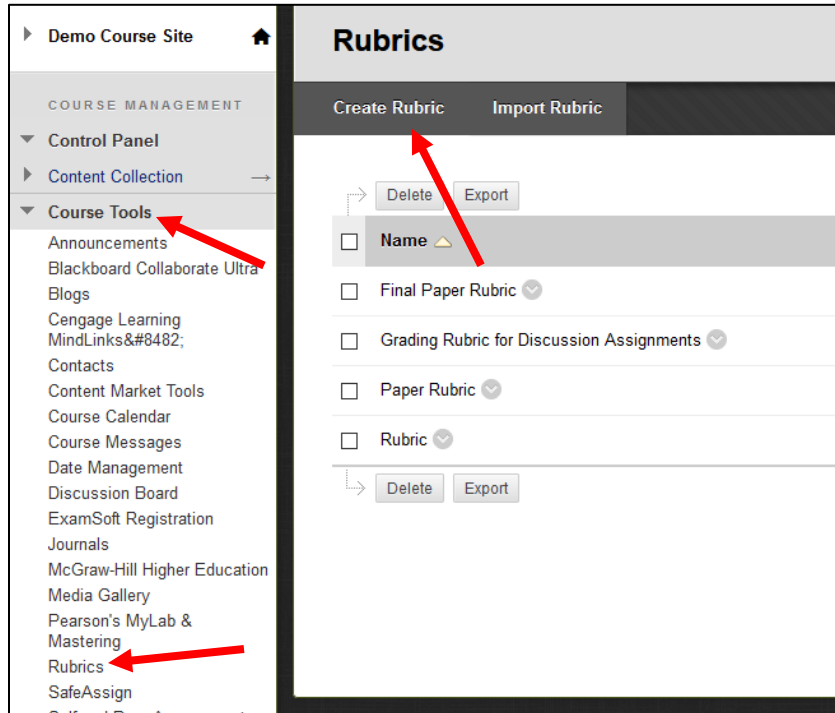 Demo Course Site
COURSE MANAGEMENT
Control Panel
Content Collection
Course Tools
Announcements
Blackboard Collaborate Ultra
Blogs
Cengage Learning
MindLinks&#8482;
Contacts
Content Market Tools
Course Calendar
Course Messages
Date Management
Discussion Board
ExamSoft Registration
Journals
McGraw-Hill Higher Education
Media Gallery
Pearson's MyLab &
Mastering
Rubrics
SafeAssign
Rubrics
Create Rubric Import Rubric
Delete Export
Name
Final Paper Rubric
Grading Rubric for Discussion Assignments
Paper Rubric
Rubric
Delete Export